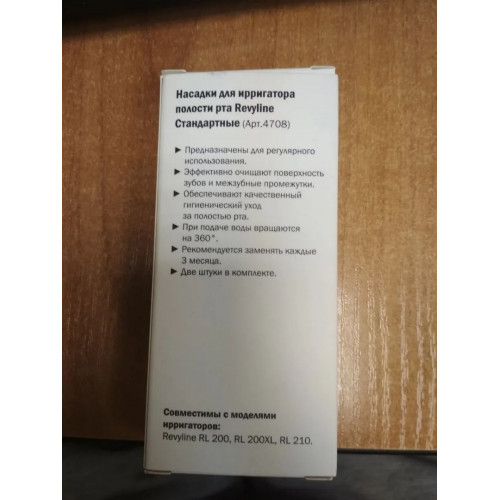 Насадки для ирригатора
полости рта Revyline
Стандартные (Арт.4708)
▶ Предназначены для регулярного
использования.
▶ Эффективно очищают поверхность
зубов и межзубные промежутки.
▶ Обеспечивают качественный
гигиенический уход
за полостью рта.
▶ При подаче воды вращаются
на 360°.
▶ Рекомендуется заменять каждые
3 месяца.
▶ Две штуки в комплекте.
Совместимы с моделями
ирригаторов:
Revyline RL 200, RL 200XL, RL 210.